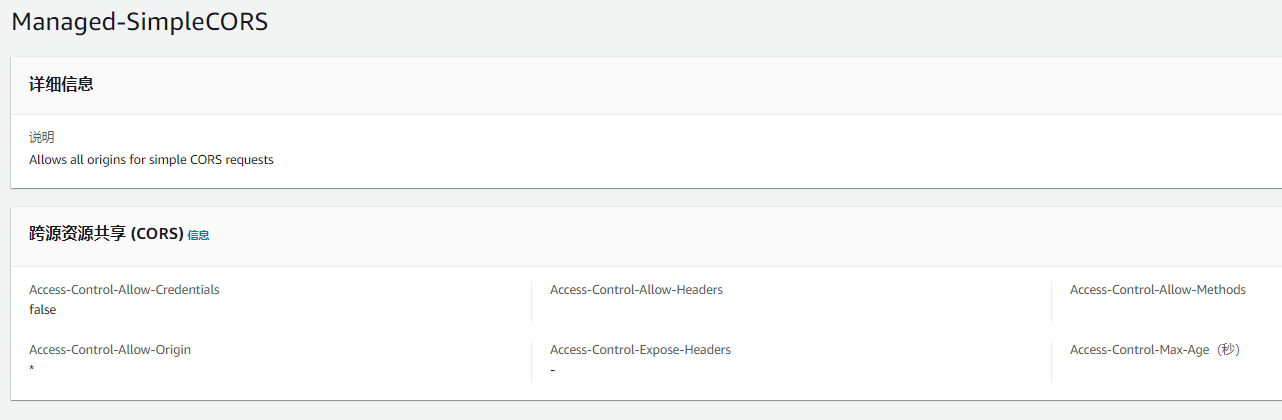 Managed-SimpleCORS
详细信息
说明
Allows all origins for simple CORS requests
跨源资源共享 (CORS) 信息
Access-Control-Allow-Credentials
false
Access-Control-Allow-Headers
Access-Control-Allow-Methods
Access-Control-Allow-Origin
*
Access-Control-Expose-Headers
-
Access-Control-Max-Age（秒）